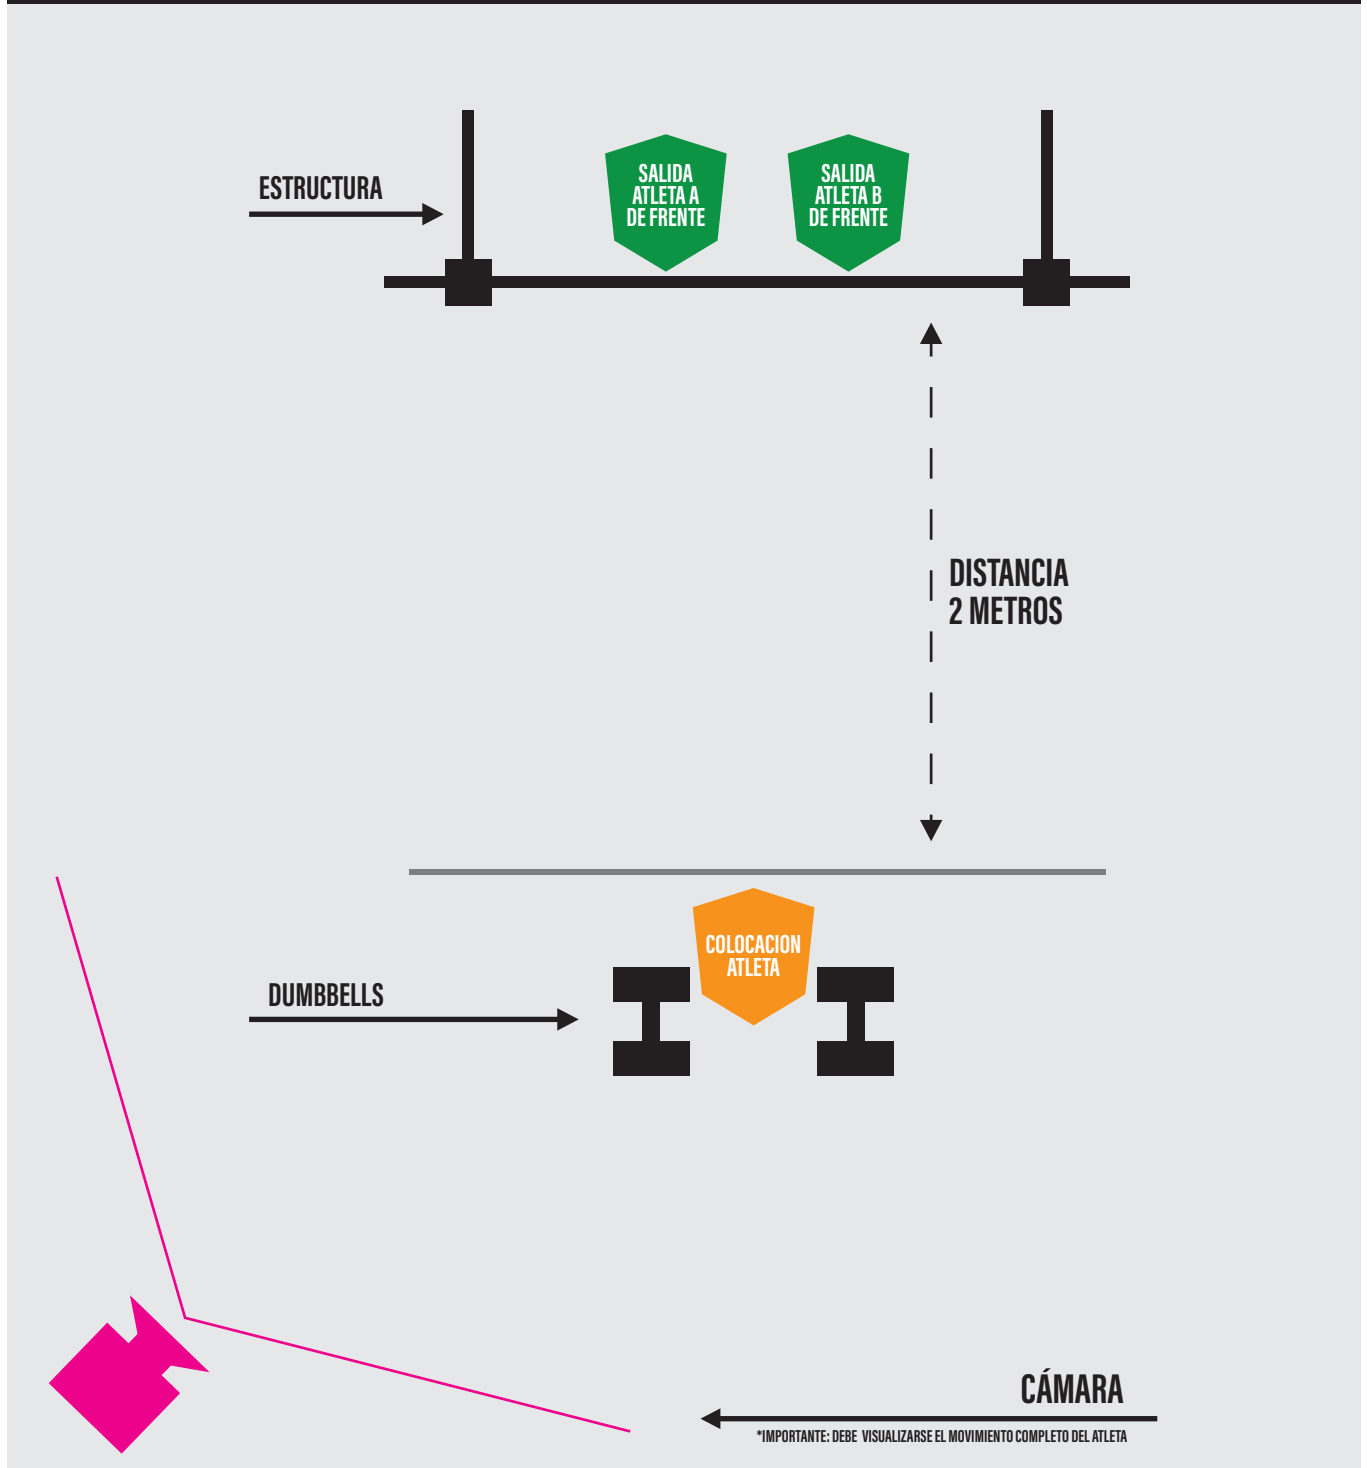 ESTRUCTURA
SALIDA
ATLETA A
DE FRENTE
SALIDA
ATLETA B
DE FRENTE
DISTANCIA
2 METROS
COLOCACION
ATLETA
DUMBBELLS
CÁMARA
*IMPORTANTE: DEBE VISUALIZARSE EL MOVIMIENTO COMPLETO DEL ATLETA